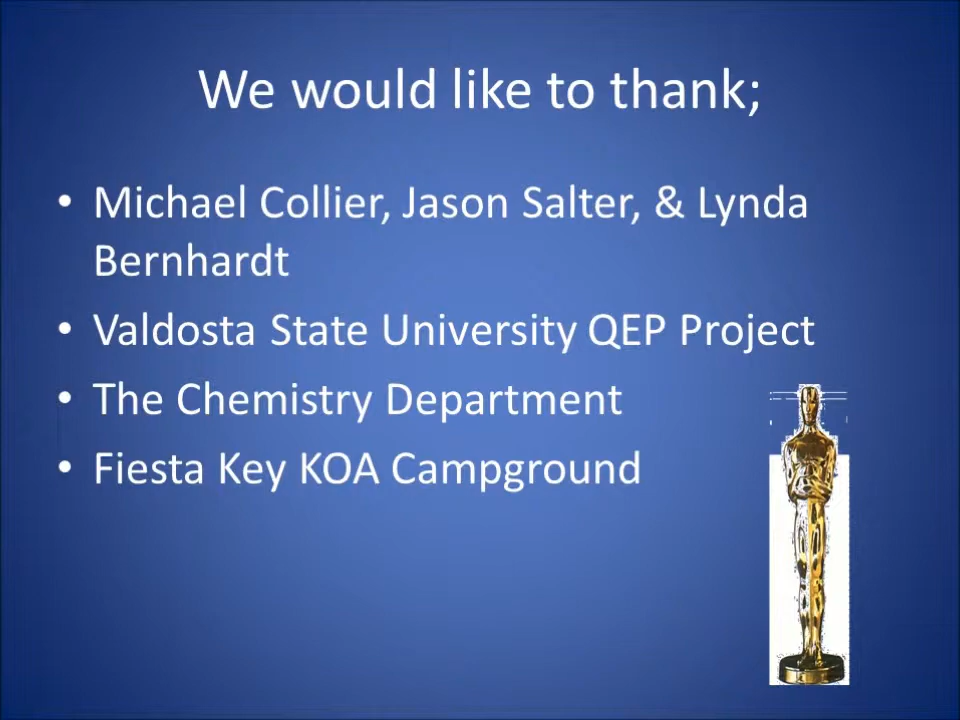 We would like to thank;
• Michael Collier, Jason Salter, & Lynda
Bernhardt
• Valdosta State University QEP Project
• The Chemistry Department
• Fiesta Key KOA Campground